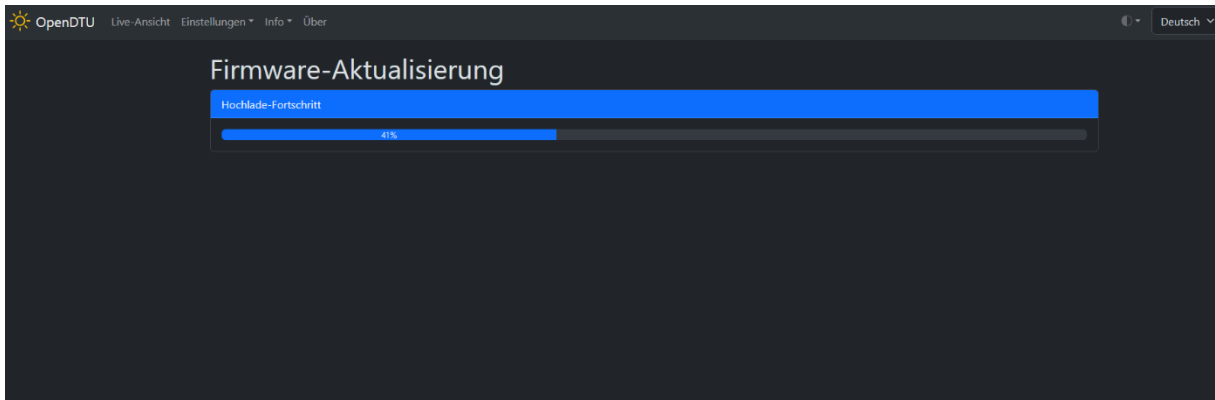 OpenDTU Live-Ansicht Einstellungen Info Über Deutsch
Firmware-Aktualisierung
Hochlade-Fortschritt
41%